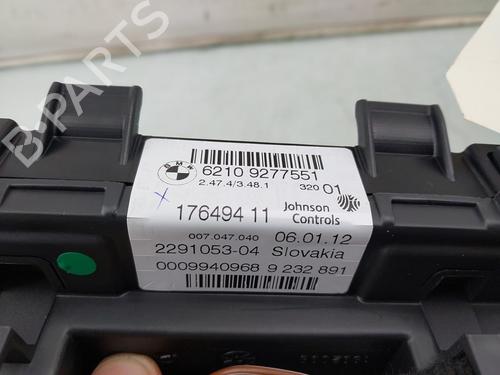 BMW
6210 9277551
2.47.4/3.48.1
320 01
176494 11
Johnson Controls
007.047.040
06.01.12
2291053-04 Slovakia
0009940968 9 232 891
B-PARTS